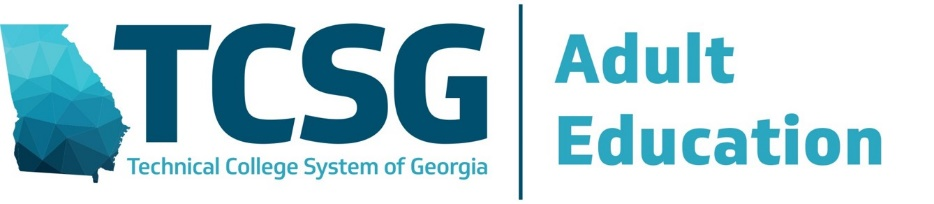 TCSG
Technical College System of Georgia
Adult
Education